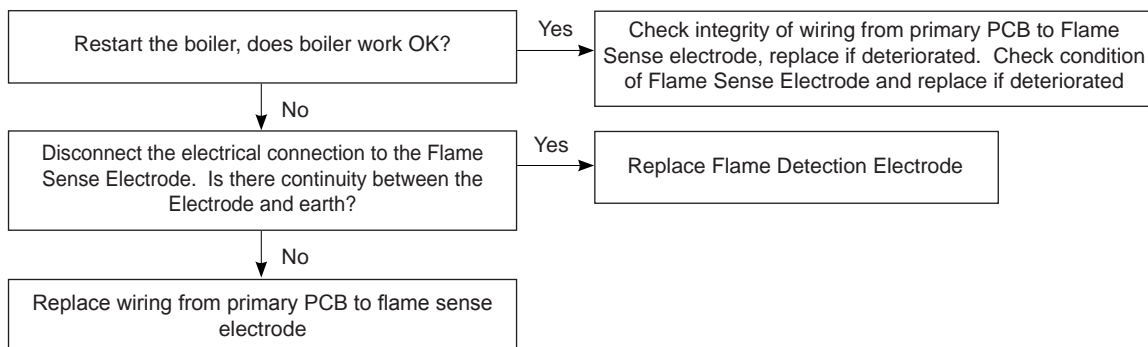 Restart the boiler, does boiler work OK?
Yes
Check integrity of wiring from primary PCB to Flame
Sense electrode, replace if deteriorated.  Check condition
of Flame Sense Electrode and replace if deteriorated
No
Disconnect the electrical connection to the Flame
Sense Electrode.  Is there continuity between the
Electrode and earth?
Yes
Replace Flame Detection Electrode
No
Replace wiring from primary PCB to flame sense
electrode